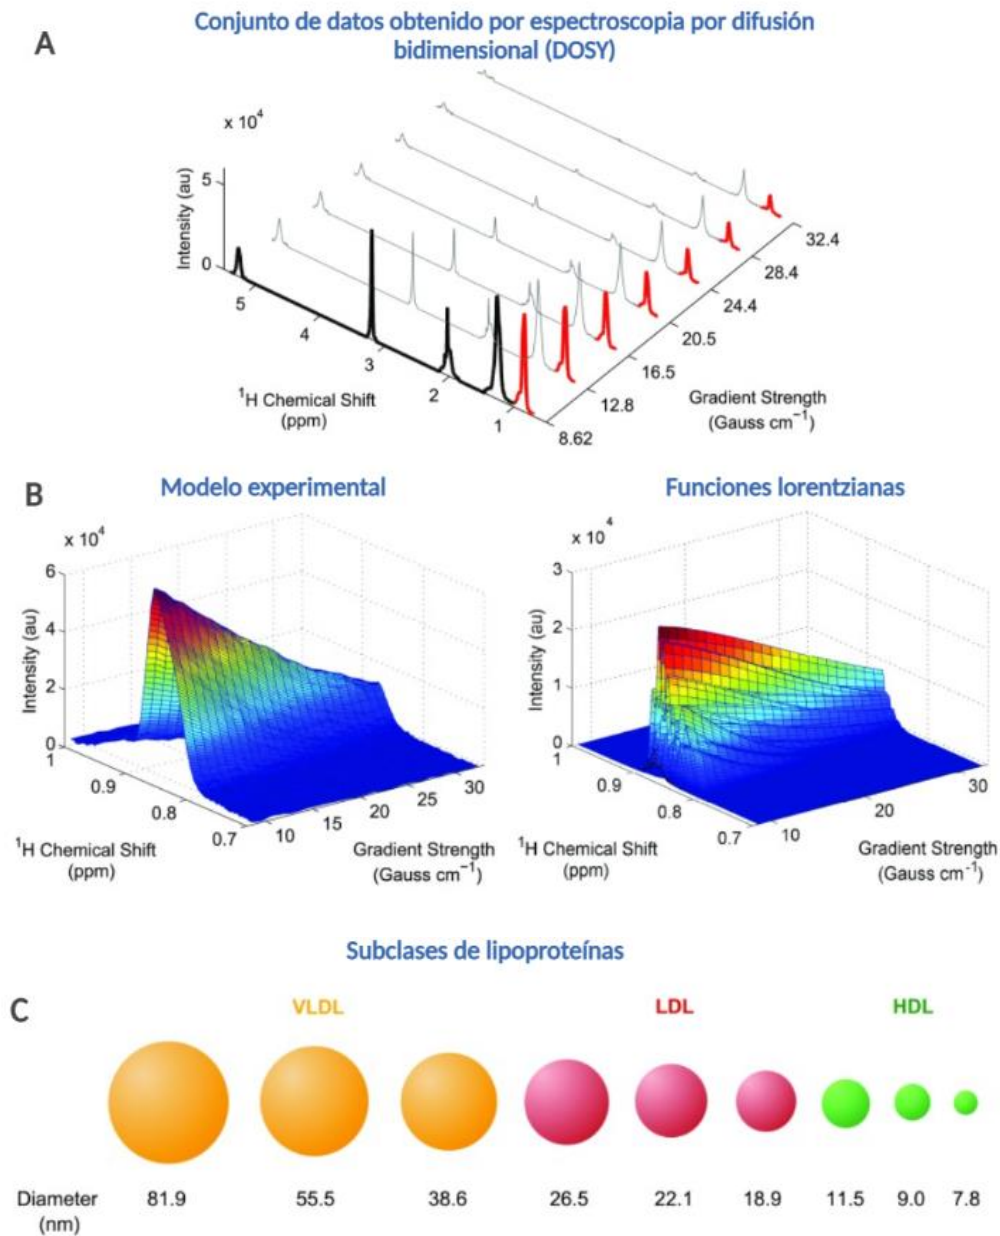 A
Conjunto de datos obtenido por espectroscopia por difusión
bidimensional (DOSY)
x 10⁴
Intensity (au)
5
0
5
4
3
2
1
¹H Chemical Shift
(ppm)
8.62
12.8
16.5
20.5
24.4
28.4
32.4
Gradient Strength
(Gauss cm⁻¹)
B
Modelo experimental
x 10⁴
Intensity (au)
6
4
2
0
1
0.9
0.8
0.7
¹H Chemical Shift
(ppm)
10
15
20
25
30
Gradient Strength
(Gauss cm⁻¹)
Funciones lorentzianas
x 10⁴
Intensity (au)
3
2
1
0
1
0.9
0.8
0.7
¹H Chemical Shift
(ppm)
10
20
30
Gradient Strength
(Gauss cm⁻¹)
Subclases de lipoproteínas
C
VLDL LDL HDL
Diameter 81.9 55.5 38.6 26.5 22.1 18.9 11.5 9.0 7.8
(nm)